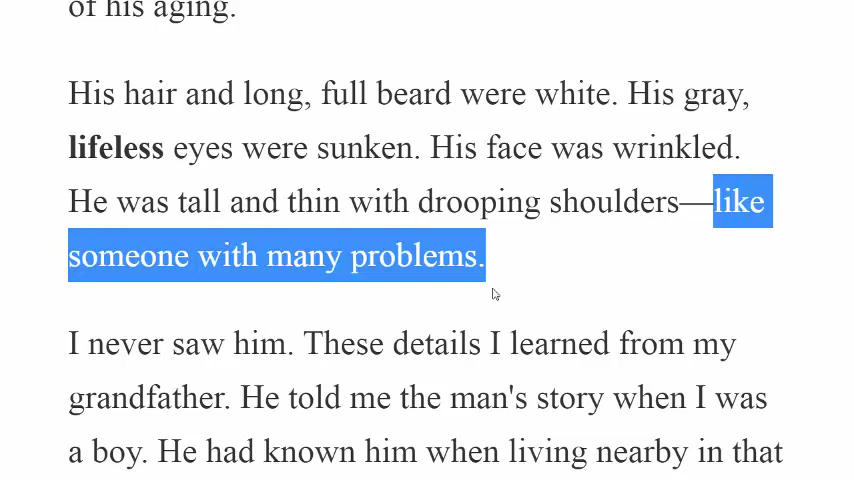 of his aging.
His hair and long, full beard were white. His gray,
lifeless eyes were sunken. His face was wrinkled.
He was tall and thin with drooping shoulders—like
someone with many problems.
I never saw him. These details I learned from my
grandfather. He told me the man's story when I was
a boy. He had known him when living nearby in that